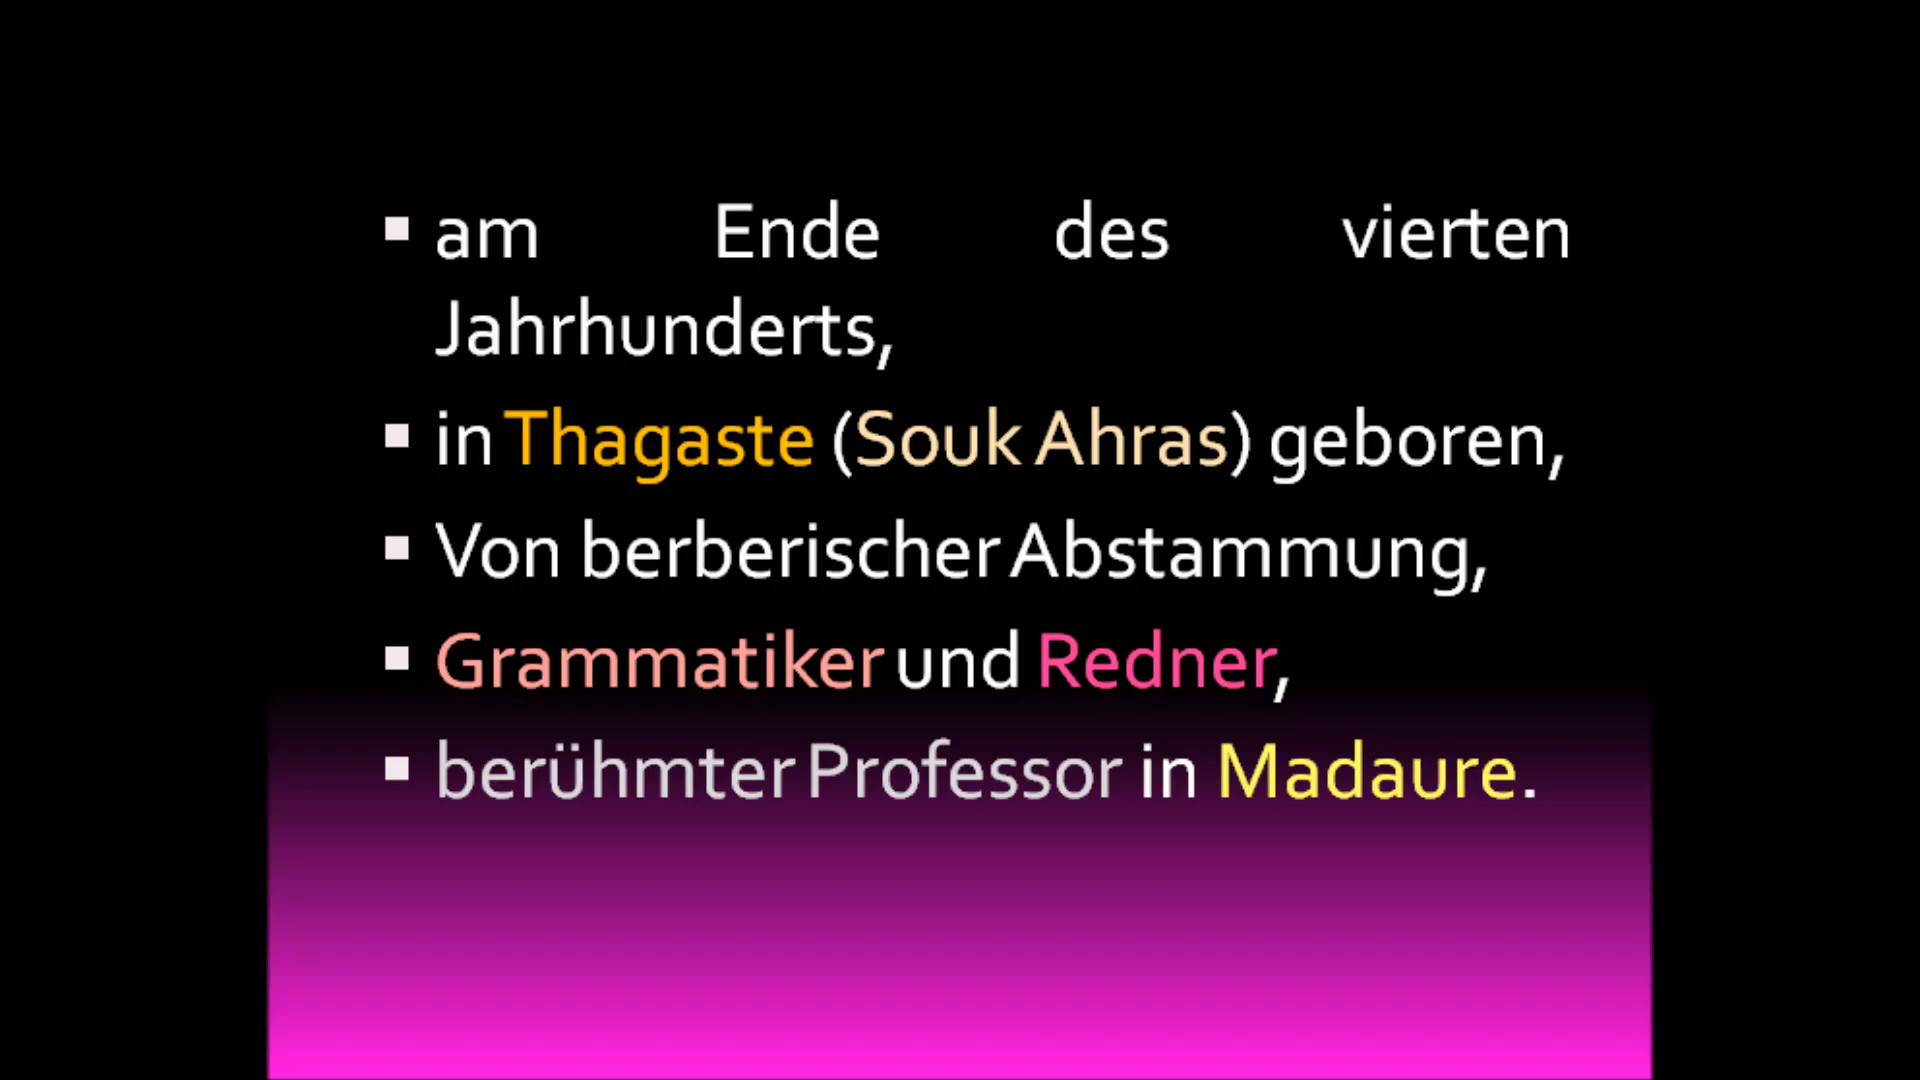 am Ende des vierten
Jahrhunderts,
in Thagaste (Souk Ahras) geboren,
Von berberischer Abstammung,
Grammatiker und Redner,
berühmter Professor in Madaure.